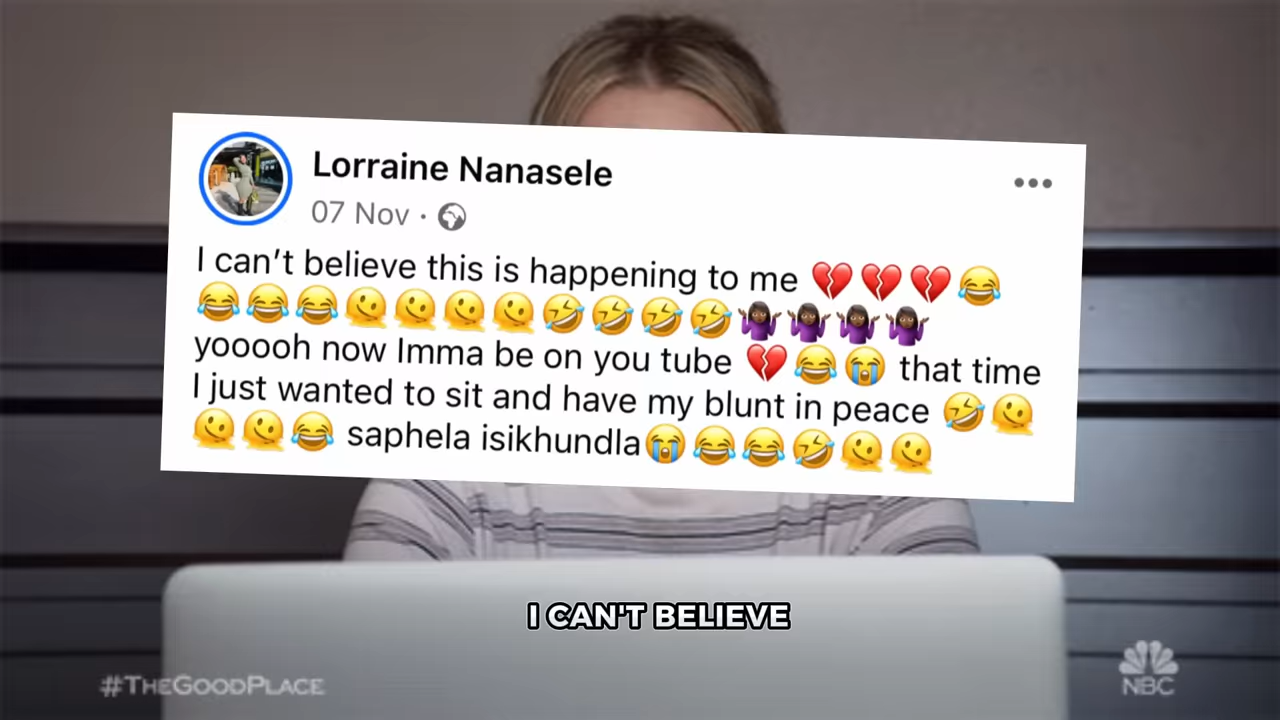 Lorraine Nanasele
07 Nov ·
I can't believe this is happening to me 💔💔💔😂
😂😂😂🫠🫠🫠🫠🤣🤣🤣🤣🤷🏾‍♀️🤷🏾‍♀️🤷🏾‍♀️🤷🏾‍♀️
yooooh now Imma be on you tube 💔😂😭 that time
I just wanted to sit and have my blunt in peace 🤣🫠
🫠🫠😂 saphela isikhundla😭😂😂🤣🫠🫠
I CAN'T BELIEVE
#THEGOODPLACE
NBC